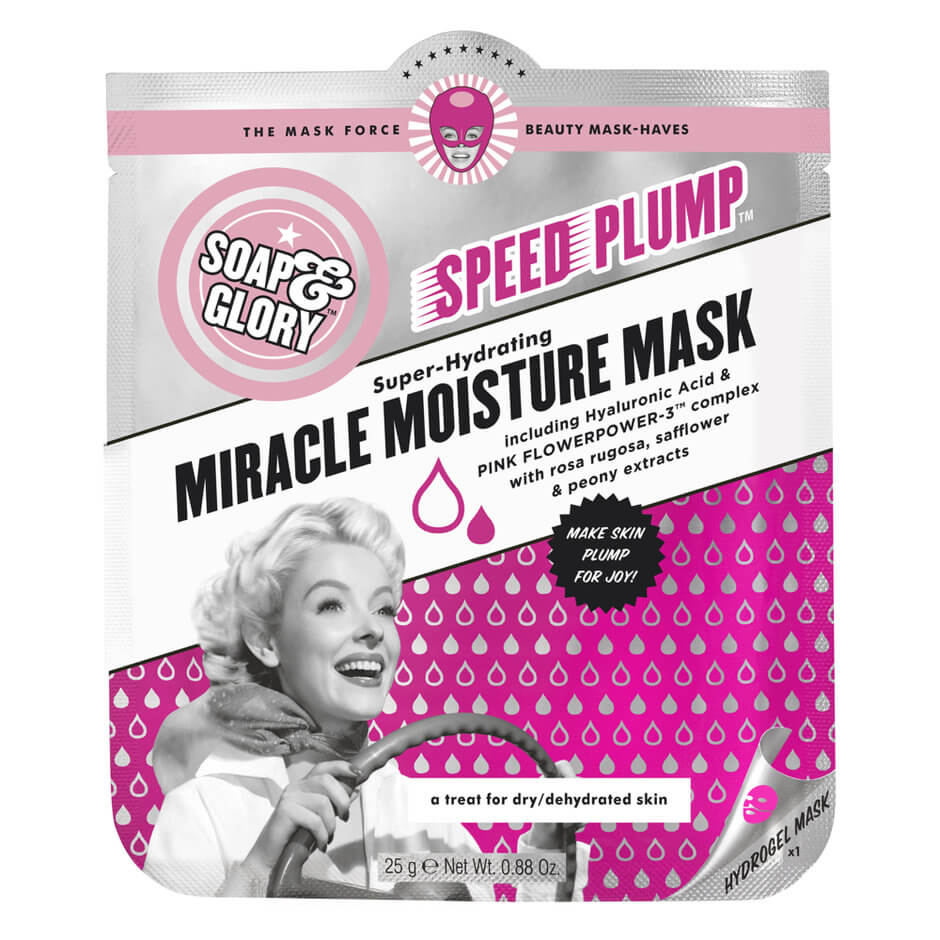 THE MASK FORCE
BEAUTY MASK-HAVES
SOAP &
GLORY™
SPEED PLUMP™
Super-Hydrating
MIRACLE MOISTURE MASK
including Hyaluronic Acid &
PINK FLOWERPOWER-3™ complex
with rosa rugosa, safflower
& peony extracts
MAKE SKIN
PLUMP
FOR JOY!
a treat for dry/dehydrated skin
25 g ℮ Net Wt. 0.88 Oz.
HYDROGEL MASK
x1